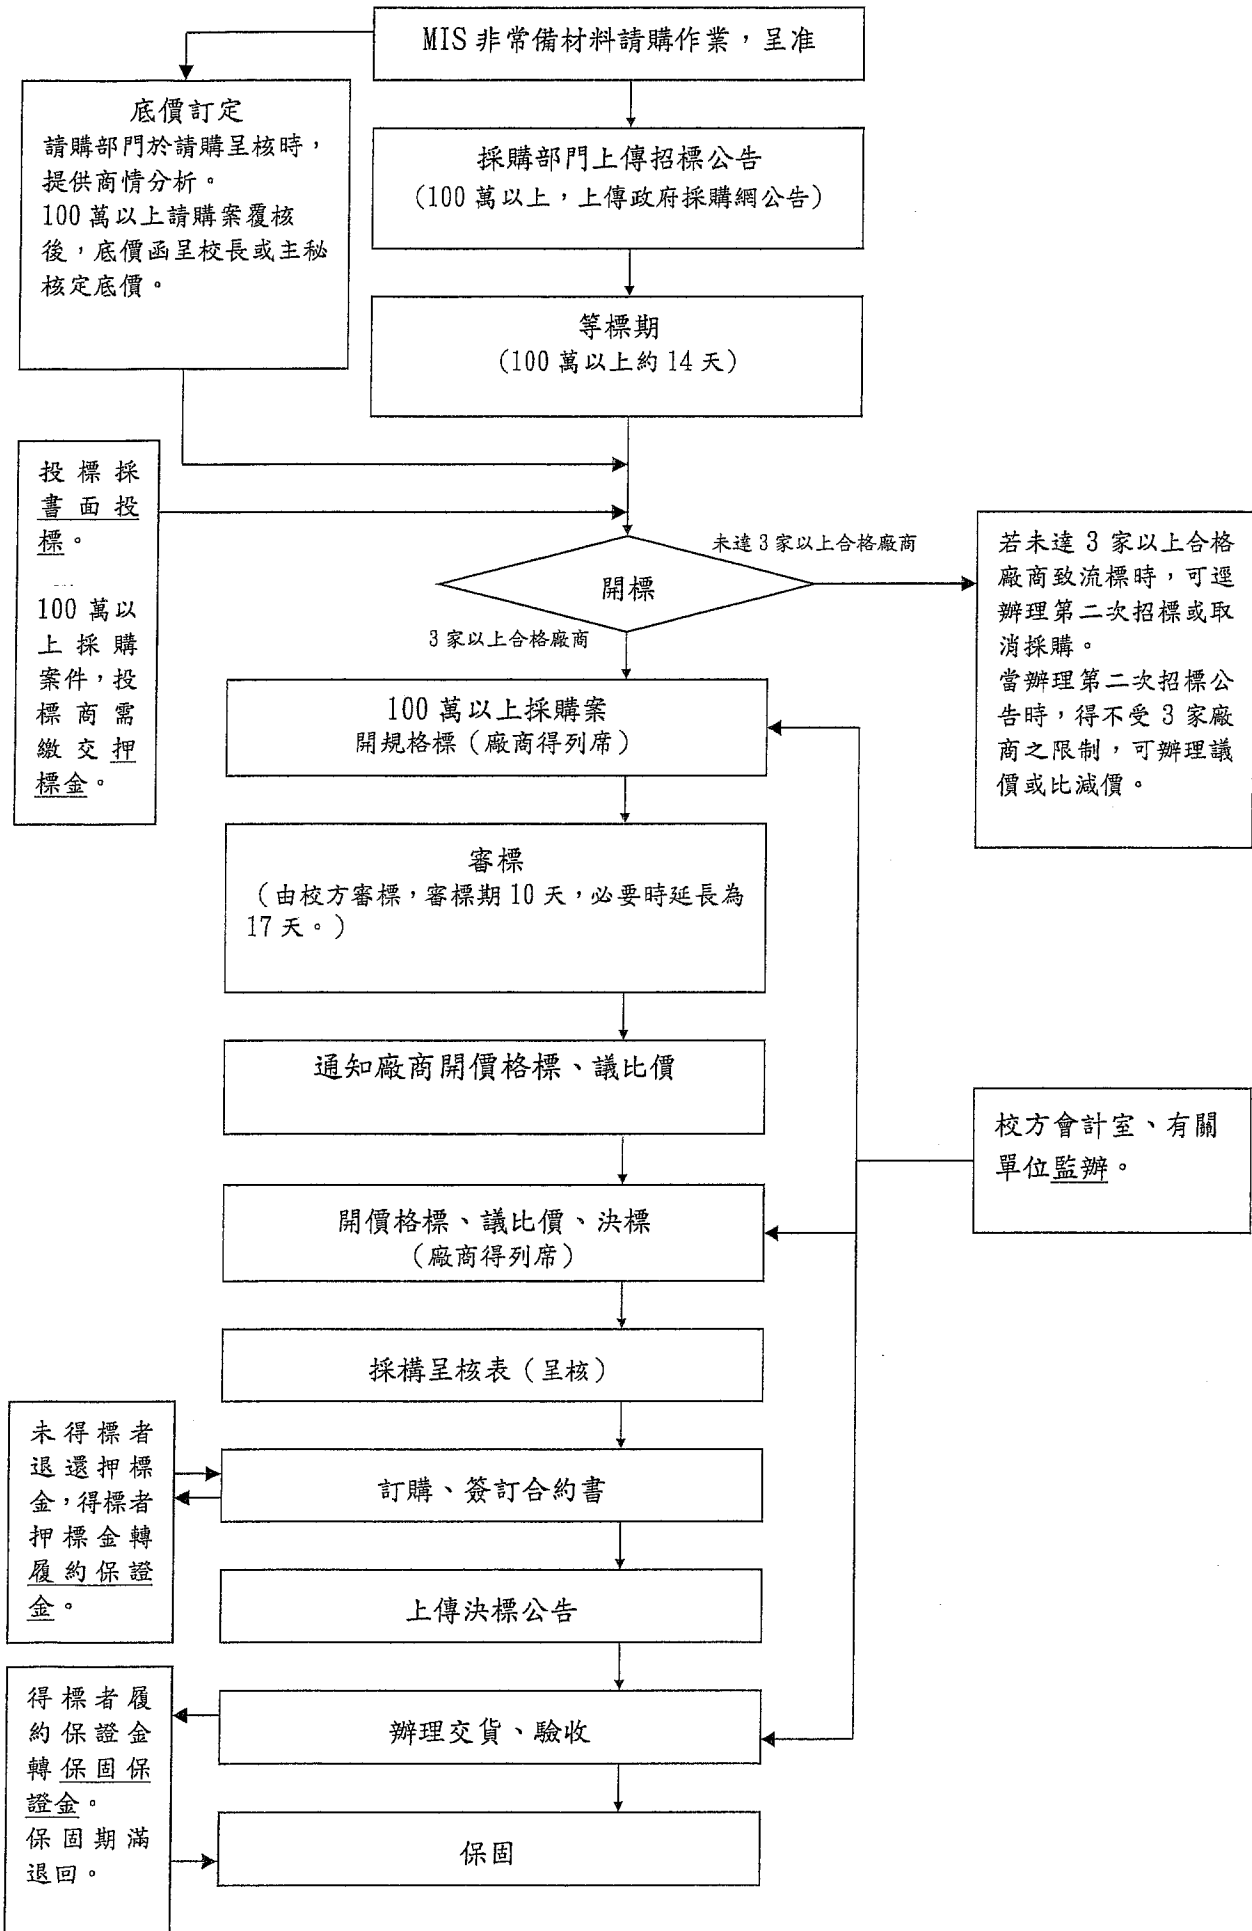 MIS 非常備材料請購作業，呈准
底價訂定
請購部門於請購呈核時，
提供商情分析。
100 萬以上請購案覆核
後，底價函呈校長或主秘
核定底價。
採購部門上傳招標公告
(100 萬以上，上傳政府採購網公告)
等標期
(100 萬以上約 14 天)
投標採
書面投
標。
100 萬以
上採購
案件，投
標商需
繳交押
標金。
開標
未達 3 家以上合格廠商
3 家以上合格廠商
若未達 3 家以上合格
廠商致流標時，可逕
辦理第二次招標或取
消採購。
當辦理第二次招標公
告時，得不受 3 家廠
商之限制，可辦理議
價或比減價。
100 萬以上採購案
開規格標（廠商得列席）
審標
（由校方審標，審標期 10 天，必要時延長為
17 天。）
通知廠商開價格標、議比價
校方會計室、有關
單位監辦。
開價格標、議比價、決標
（廠商得列席）
採構呈核表（呈核）
未得標者
退還押標
金，得標者
押標金轉
履約保證
金。
訂購、簽訂合約書
上傳決標公告
得標者履
約保證金
轉保固保
證金。
保固期滿
退回。
辦理交貨、驗收
保固